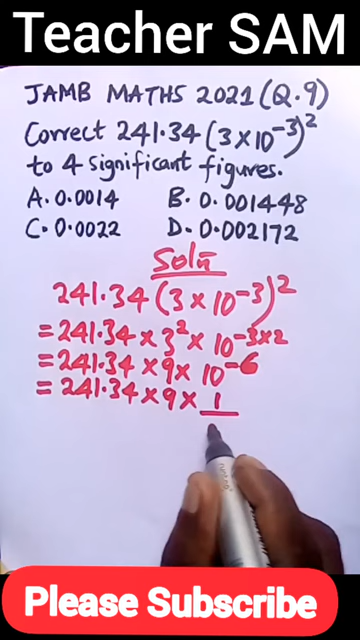 Teacher SAM
JAMB MATHS 2021 (Q.9)
Correct 241.34 (3×10⁻³)²
to 4 significant figures.
A. 0.0014 B. 0.001448
C. 0.0022 D. 0.002172
Solñ
241.34 (3 × 10⁻³)²
= 241.34 × 3² × 10⁻³ˣ²
= 241.34 × 9 × 10⁻⁶
= 241.34 × 9 × 1
Please Subscribe